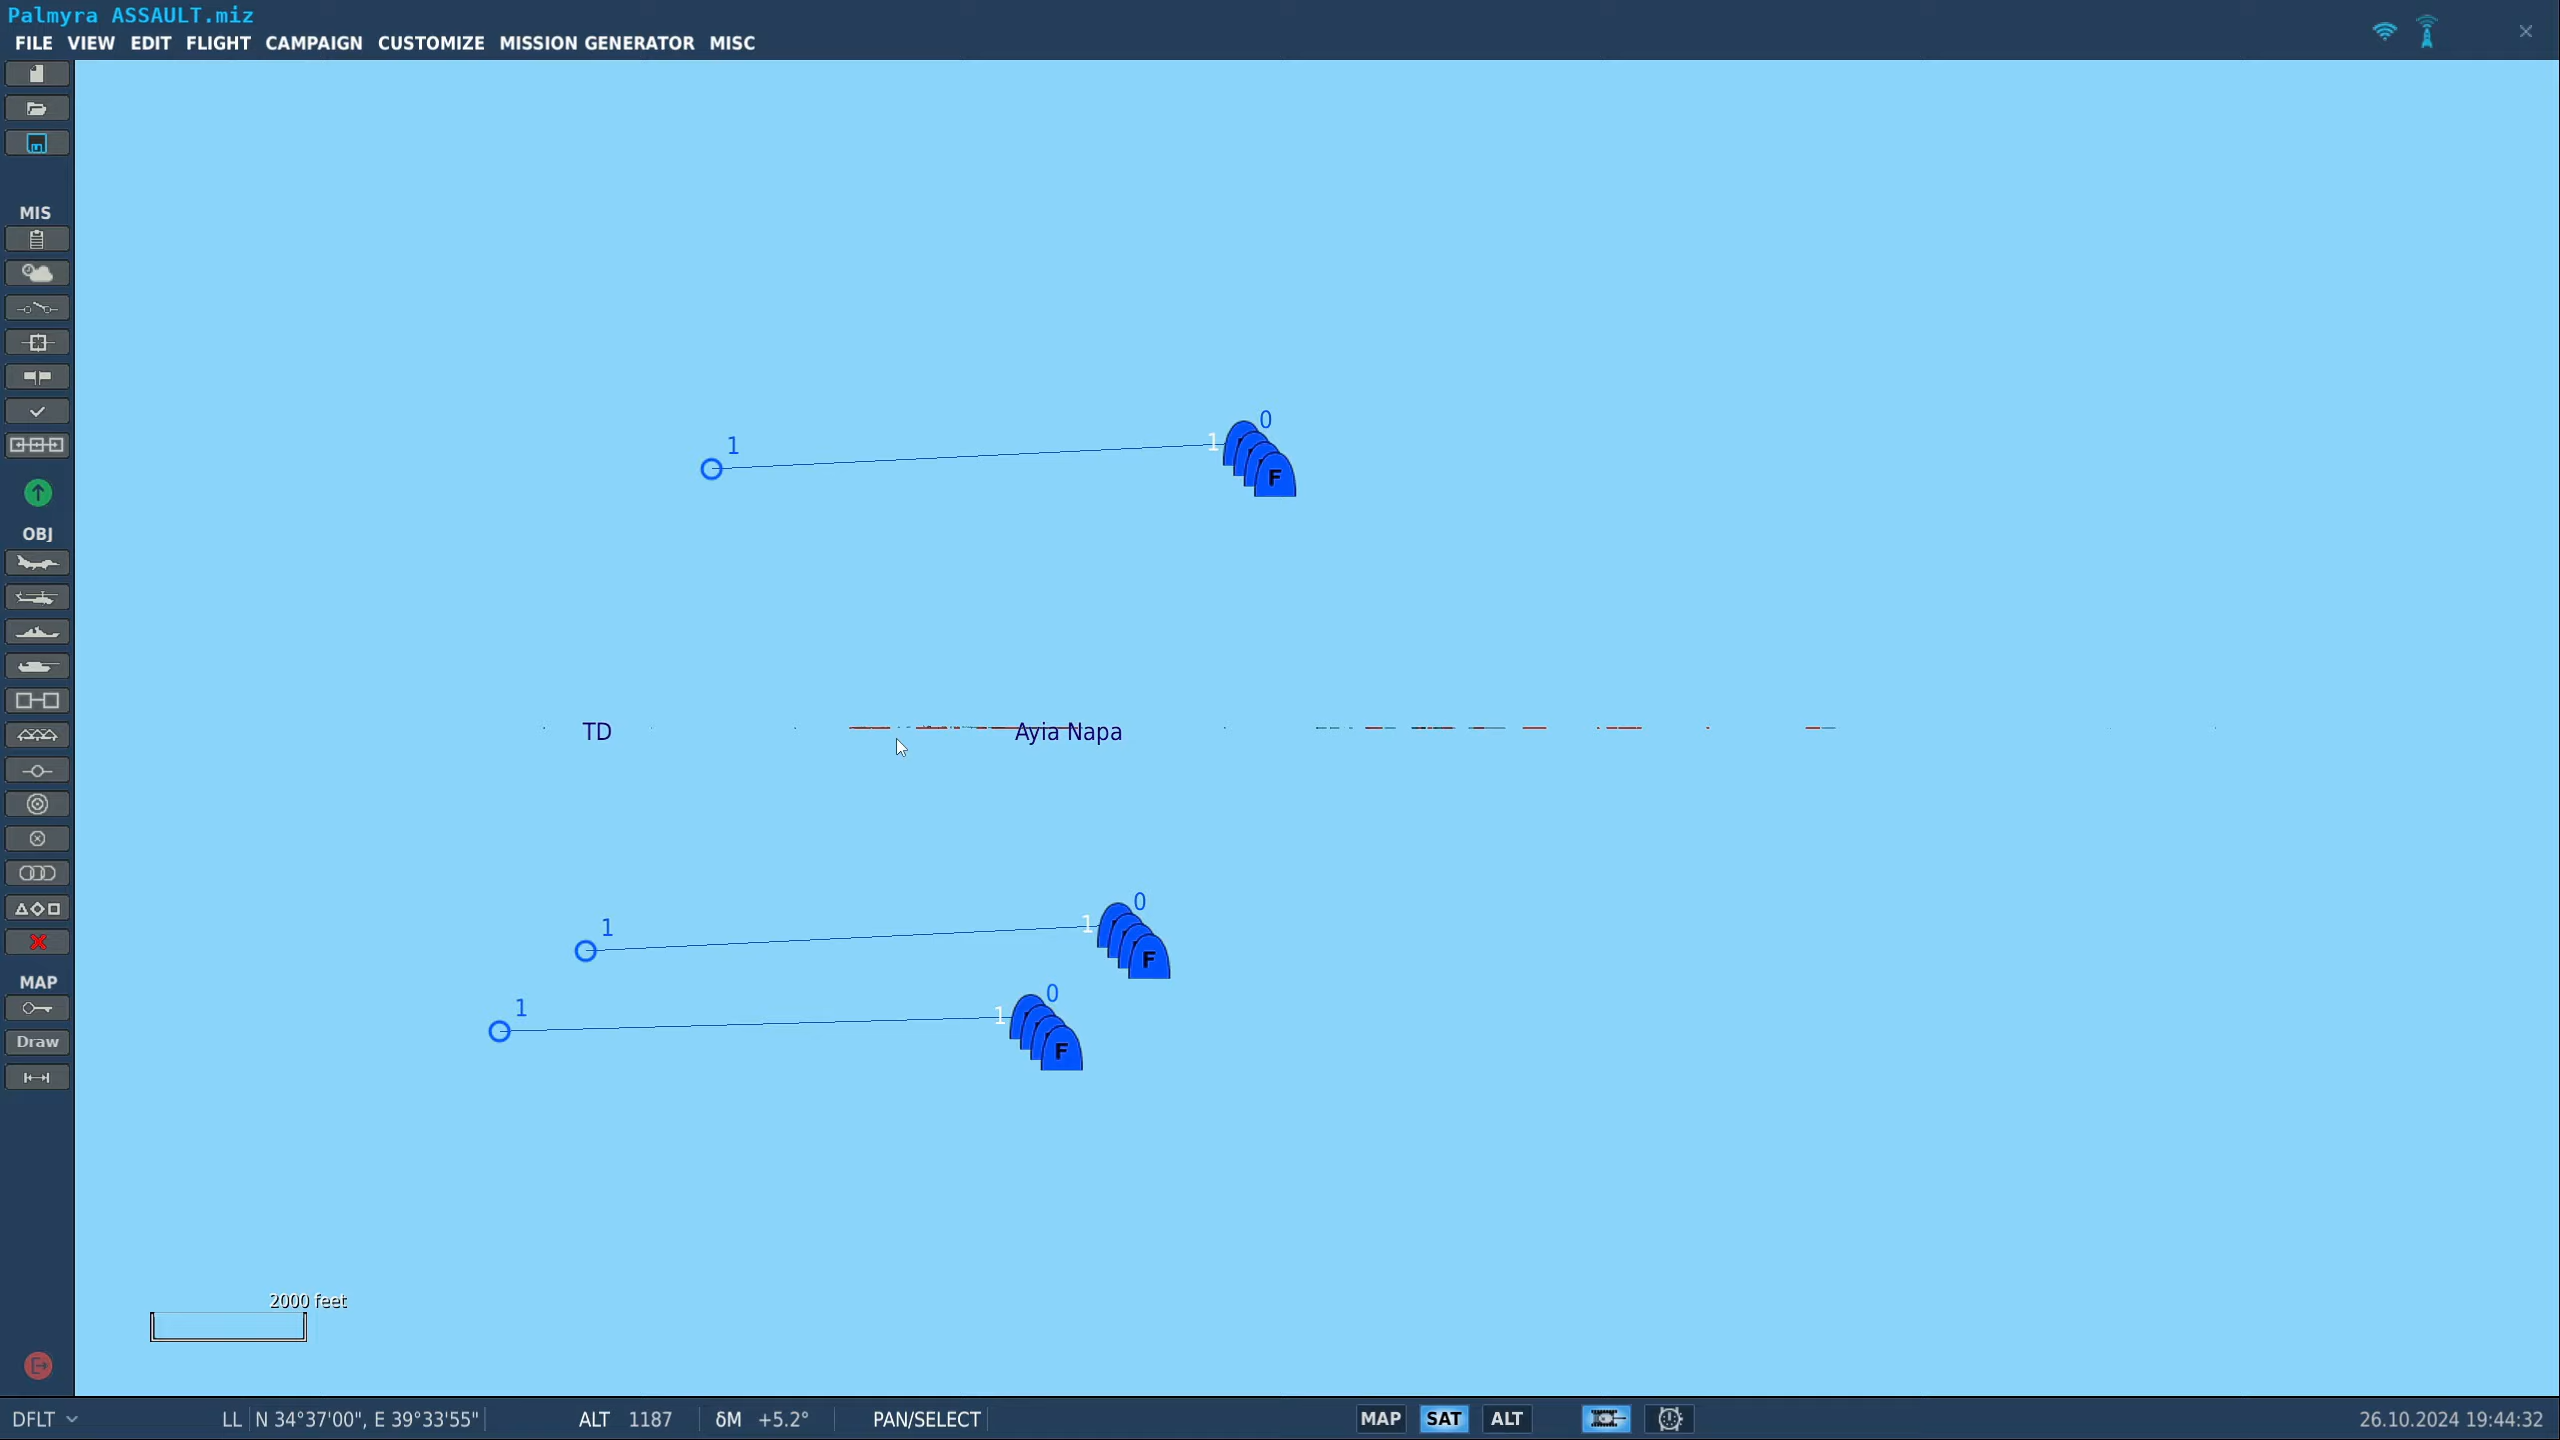 Palmyra ASSAULT.miz
FILE VIEW EDIT FLIGHT CAMPAIGN CUSTOMIZE MISSION GENERATOR MISC
MIS
OBJ
MAP
Draw
0
1
1
F
TD
Ayia Napa
0
1
1
F
0
1
1
F
2000 feet
DFLT LL N 34°37'00", E 39°33'55" ALT 1187 δM +5.2° PAN/SELECT MAP SAT ALT 26.10.2024 19:44:32